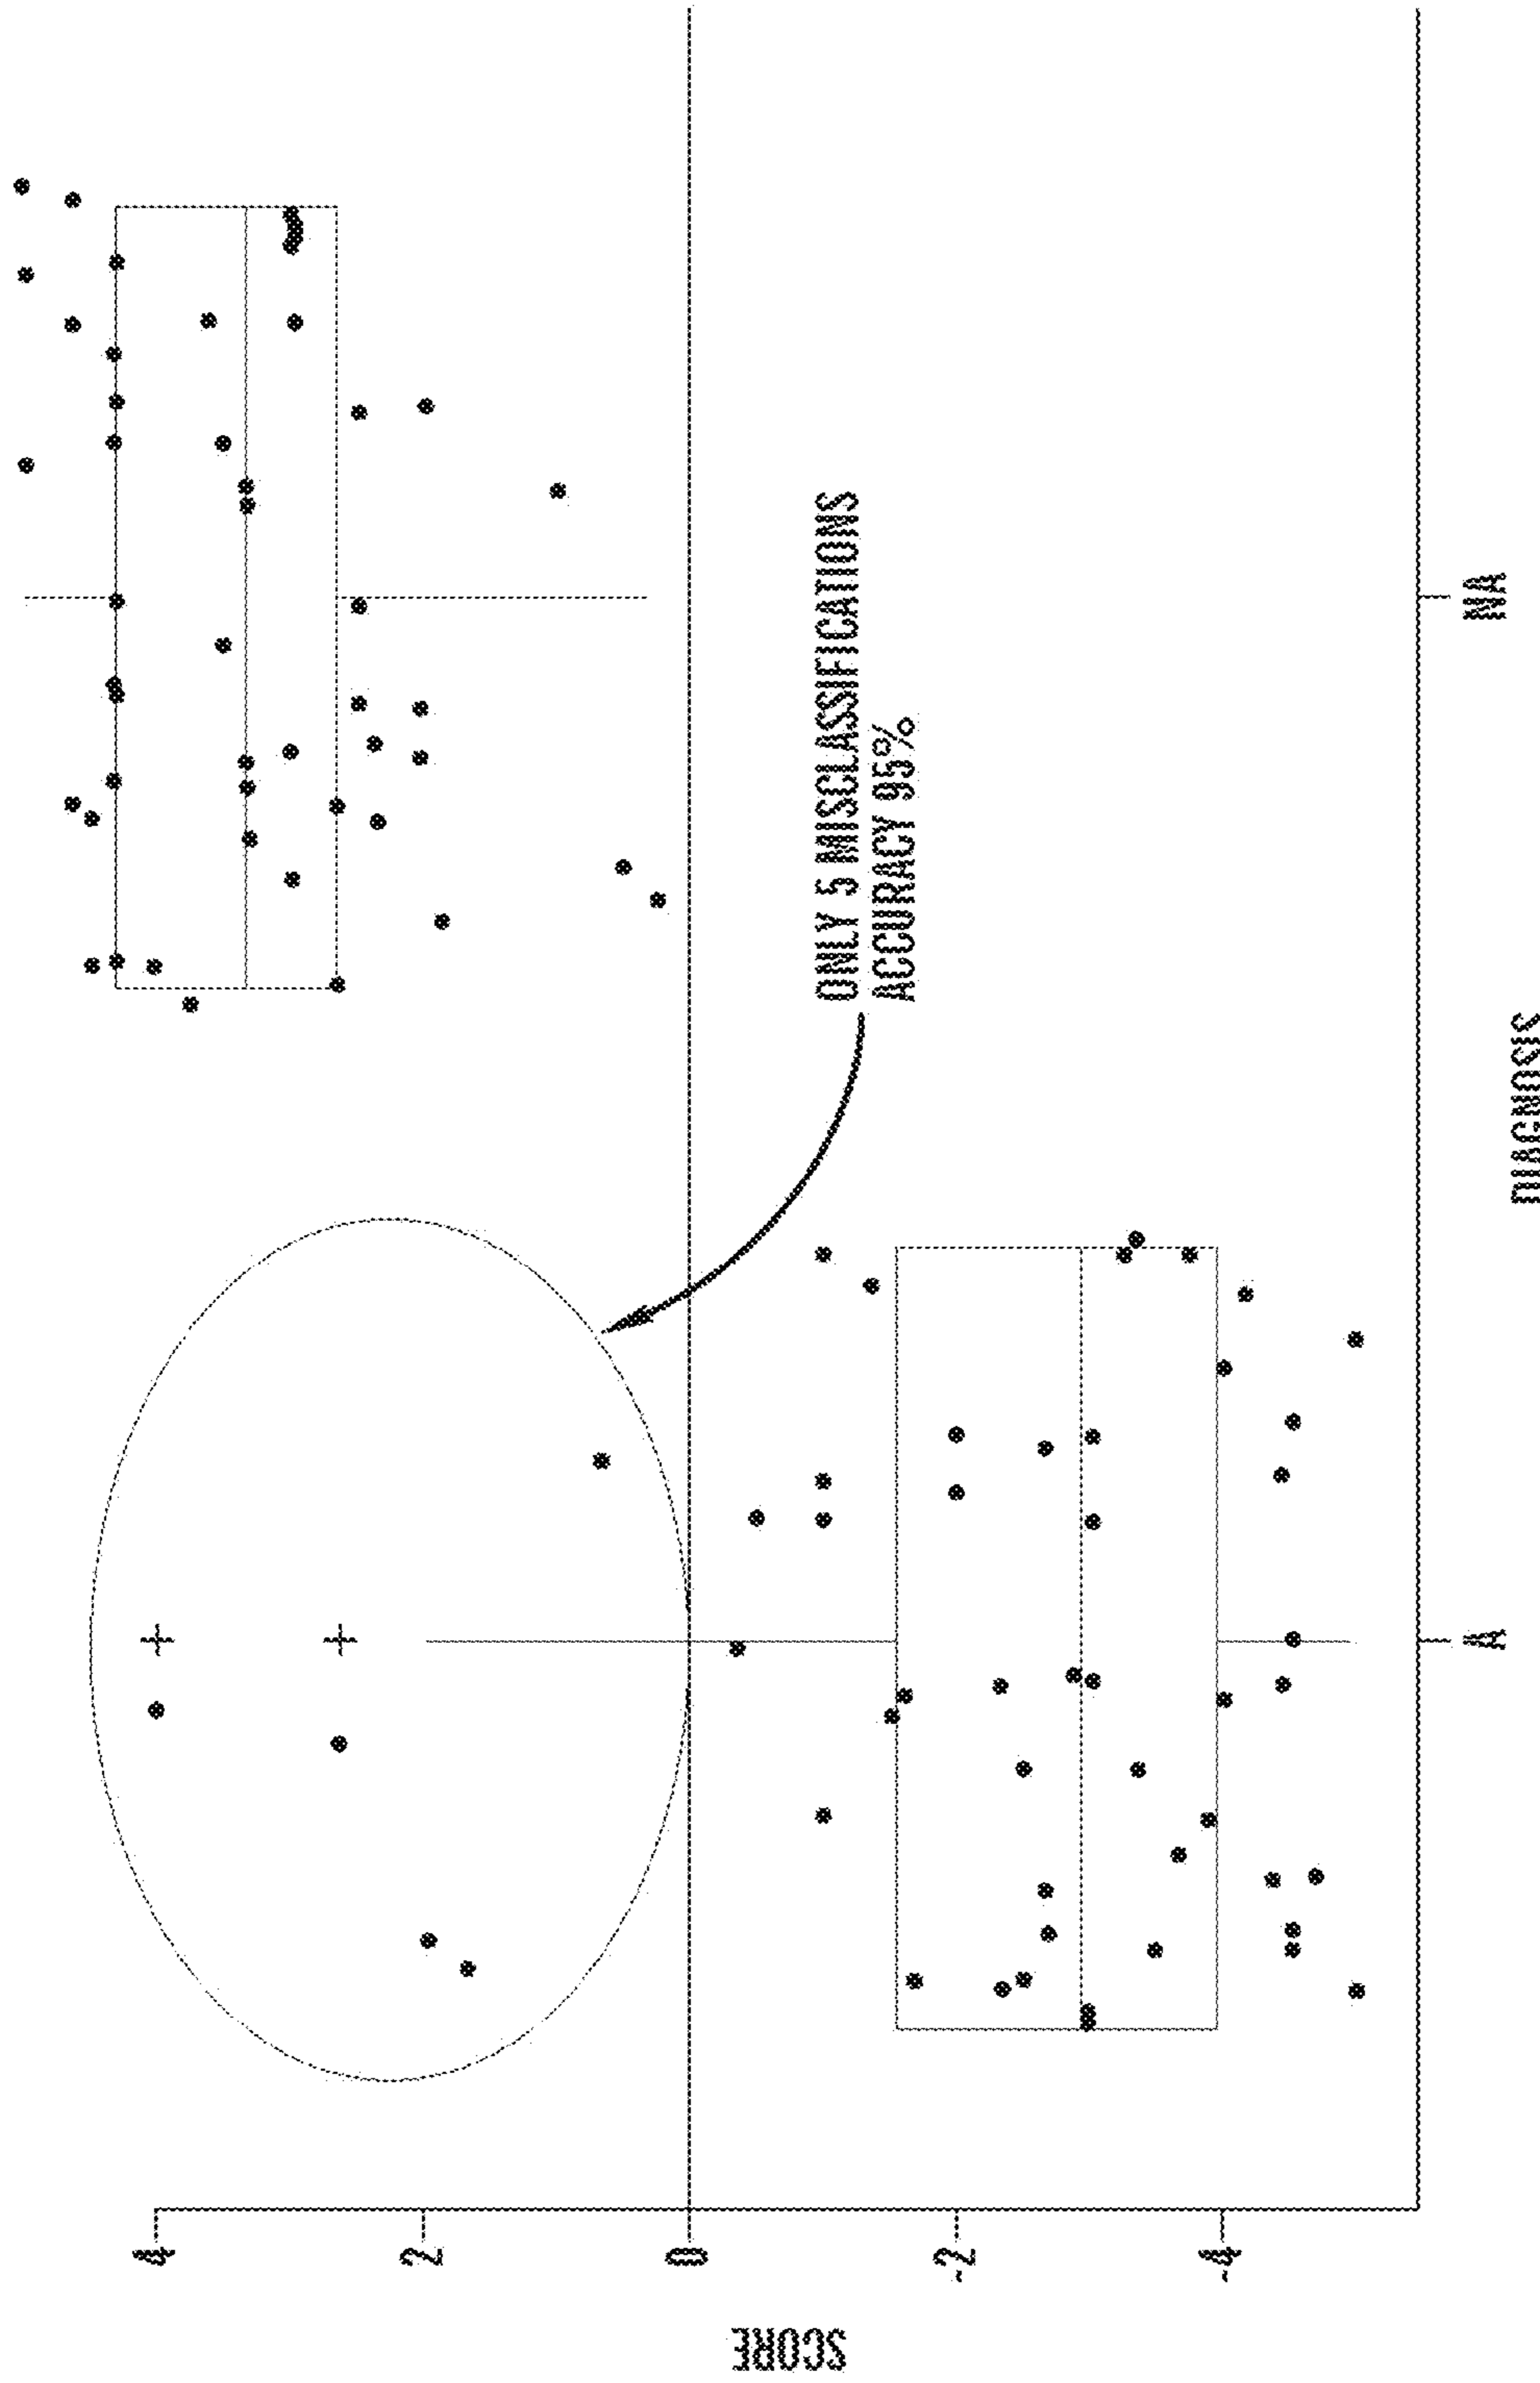 4
2
0
-2
-4
SCORE
ONLY 5 MISCLASSIFICATIONS
ACCURACY 95%
A
NA
DIAGNOSIS